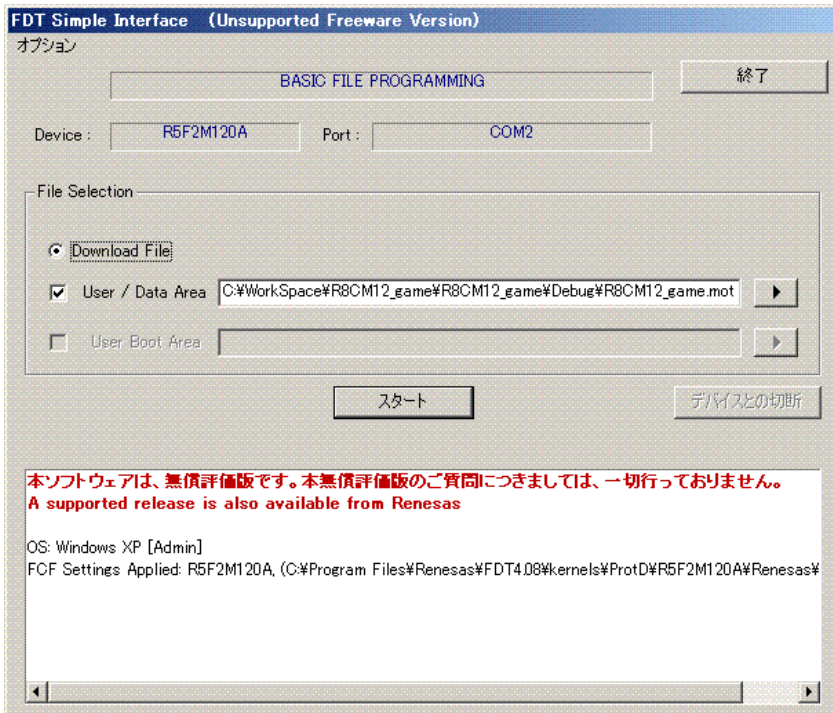 FDT Simple Interface (Unsupported Freeware Version)
オプション
BASIC FILE PROGRAMMING
終了
Device : R5F2M120A Port : COM2
File Selection
Download File
User / Data Area C:¥WorkSpace¥R8CM12_game¥R8CM12_game¥Debug¥R8CM12_game.mot
User Boot Area
スタート
デバイスとの切断
本ソフトウェアは、無償評価版です。本無償評価版のご質問につきましては、一切行っておりません。
A supported release is also available from Renesas
OS: Windows XP [Admin]
FCF Settings Applied: R5F2M120A, (C:¥Program Files¥Renesas¥FDT4.08¥kernels¥ProtD¥R5F2M120A¥Renesas¥